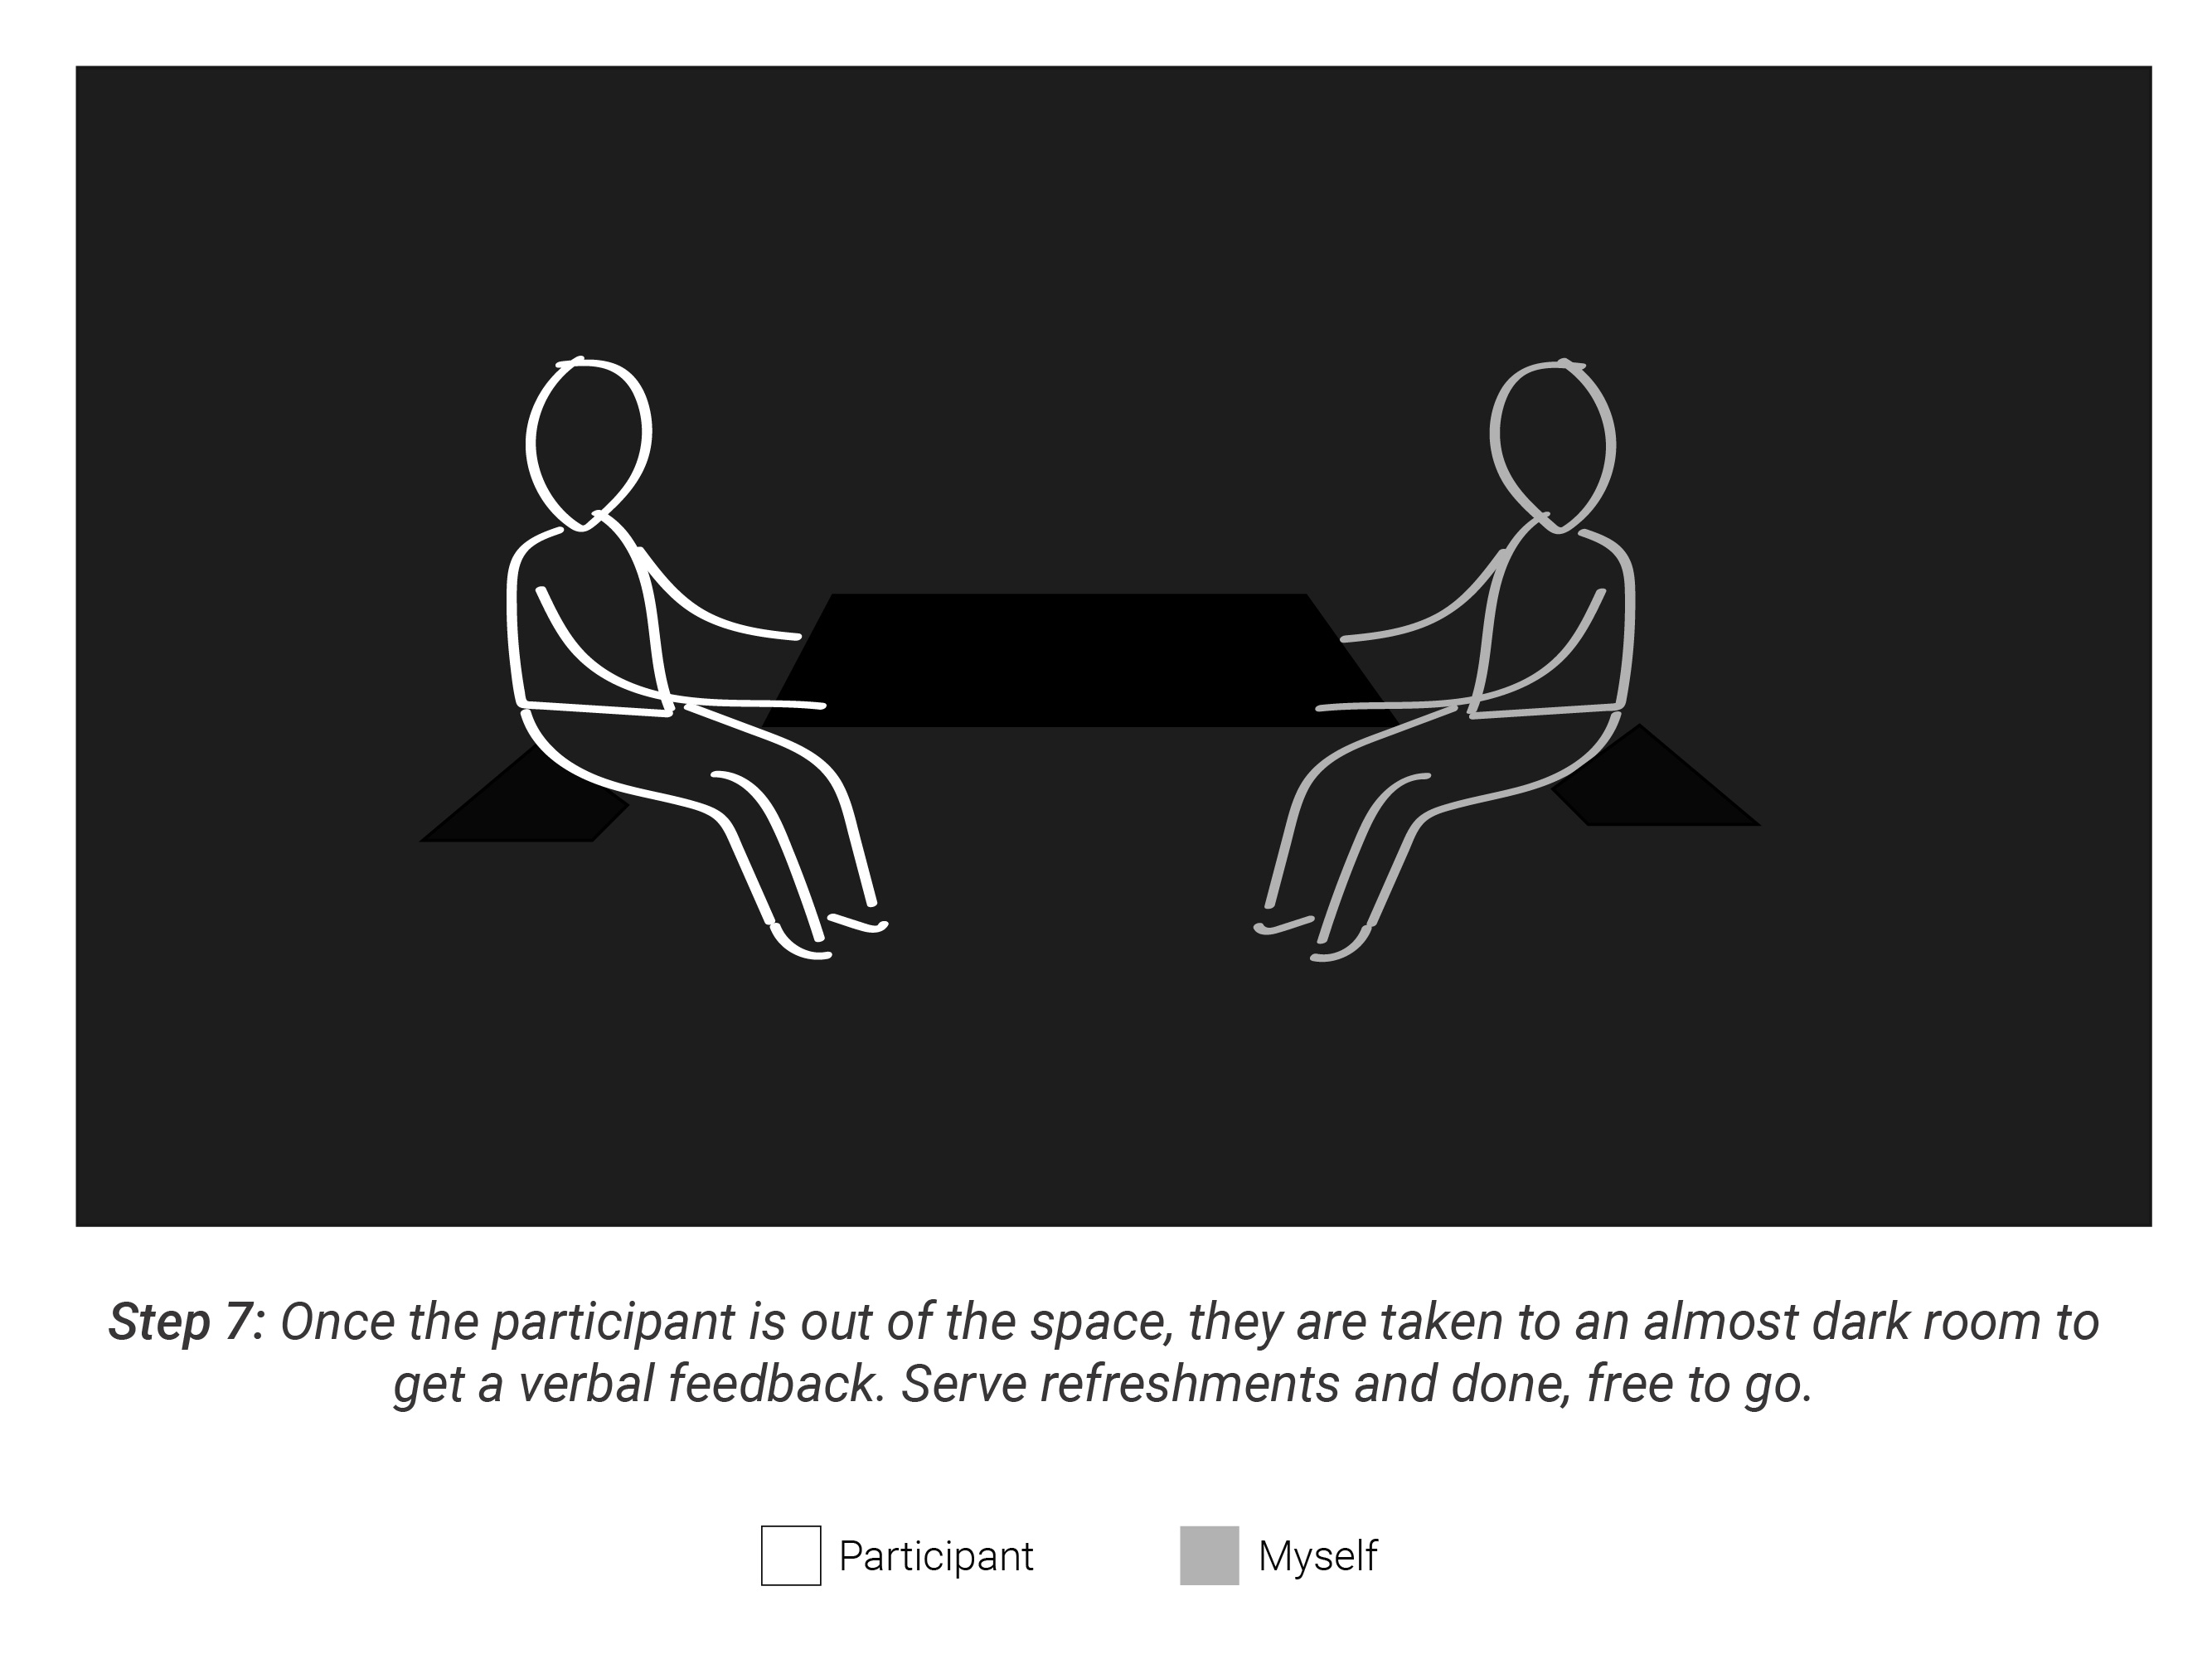 Step 7: Once the participant is out of the space, they are taken to an almost dark room to
get a verbal feedback. Serve refreshments and done, free to go.
Participant
Myself